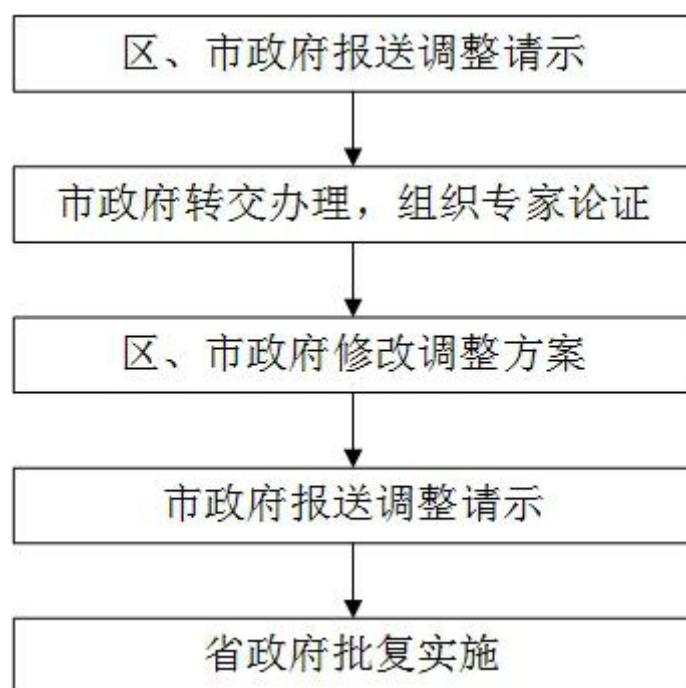 区、市政府报送调整请示
市政府转交办理，组织专家论证
区、市政府修改调整方案
市政府报送调整请示
省政府批复实施